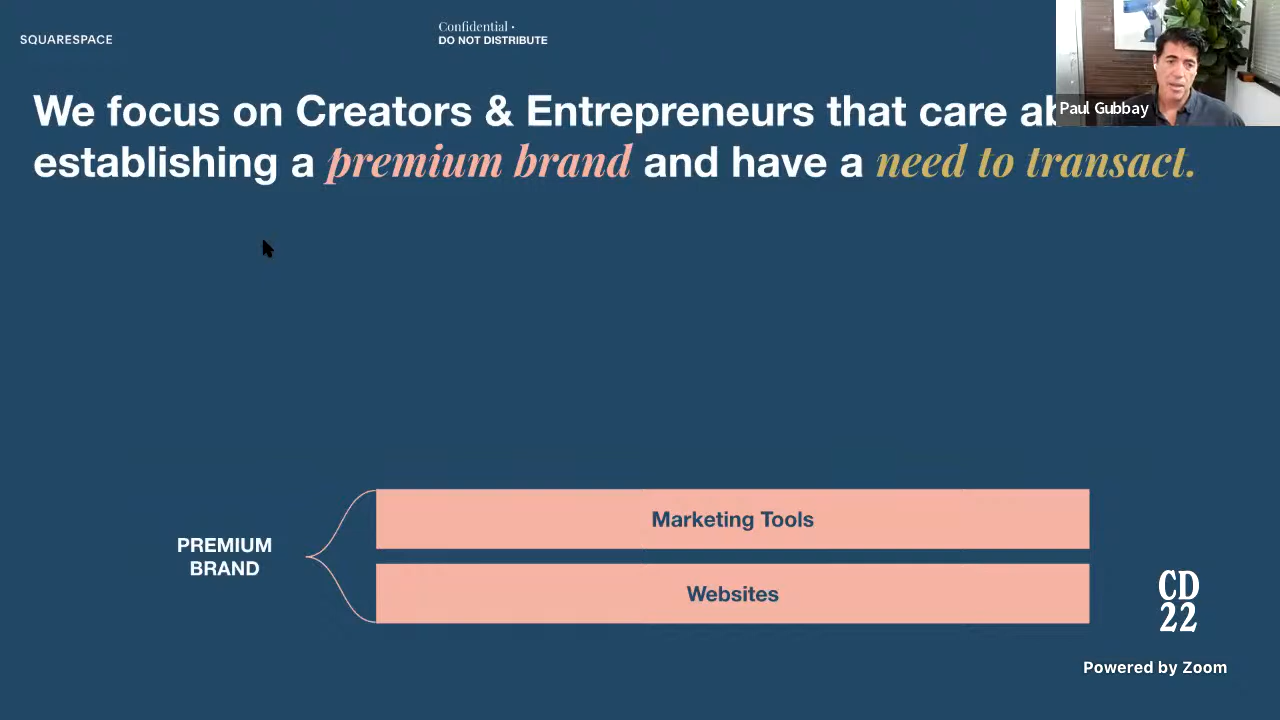 SQUARESPACE
Confidential •
DO NOT DISTRIBUTE
We focus on Creators & Entrepreneurs that care ab
establishing a premium brand and have a need to transact.
Paul Gubbay
Marketing Tools
PREMIUM
BRAND
Websites
CD
22
Powered by Zoom